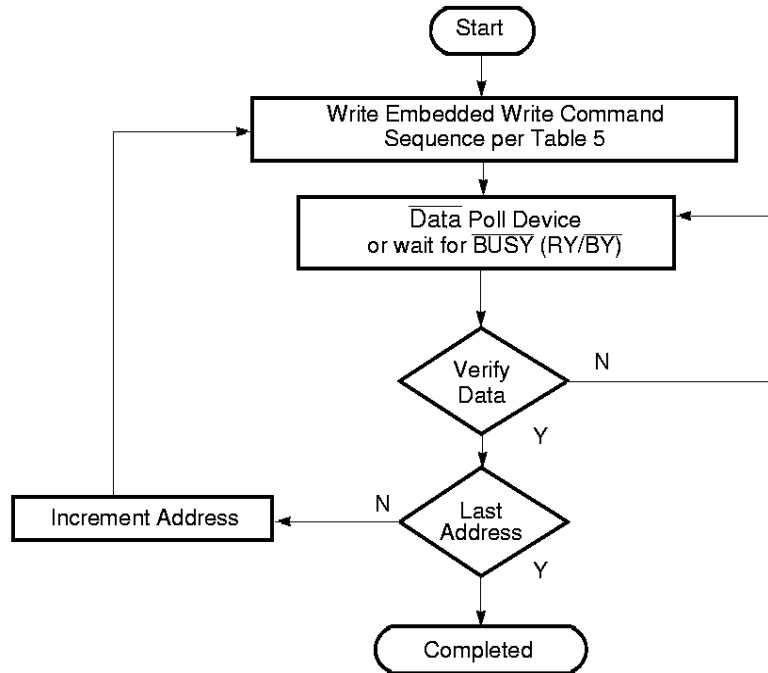 Start
Write Embedded Write Command
Sequence per Table 5
Data Poll Device
or wait for BUSY (RY/BY)
Verify
Data
N
Y
Increment Address
N
Last
Address
Y
Completed